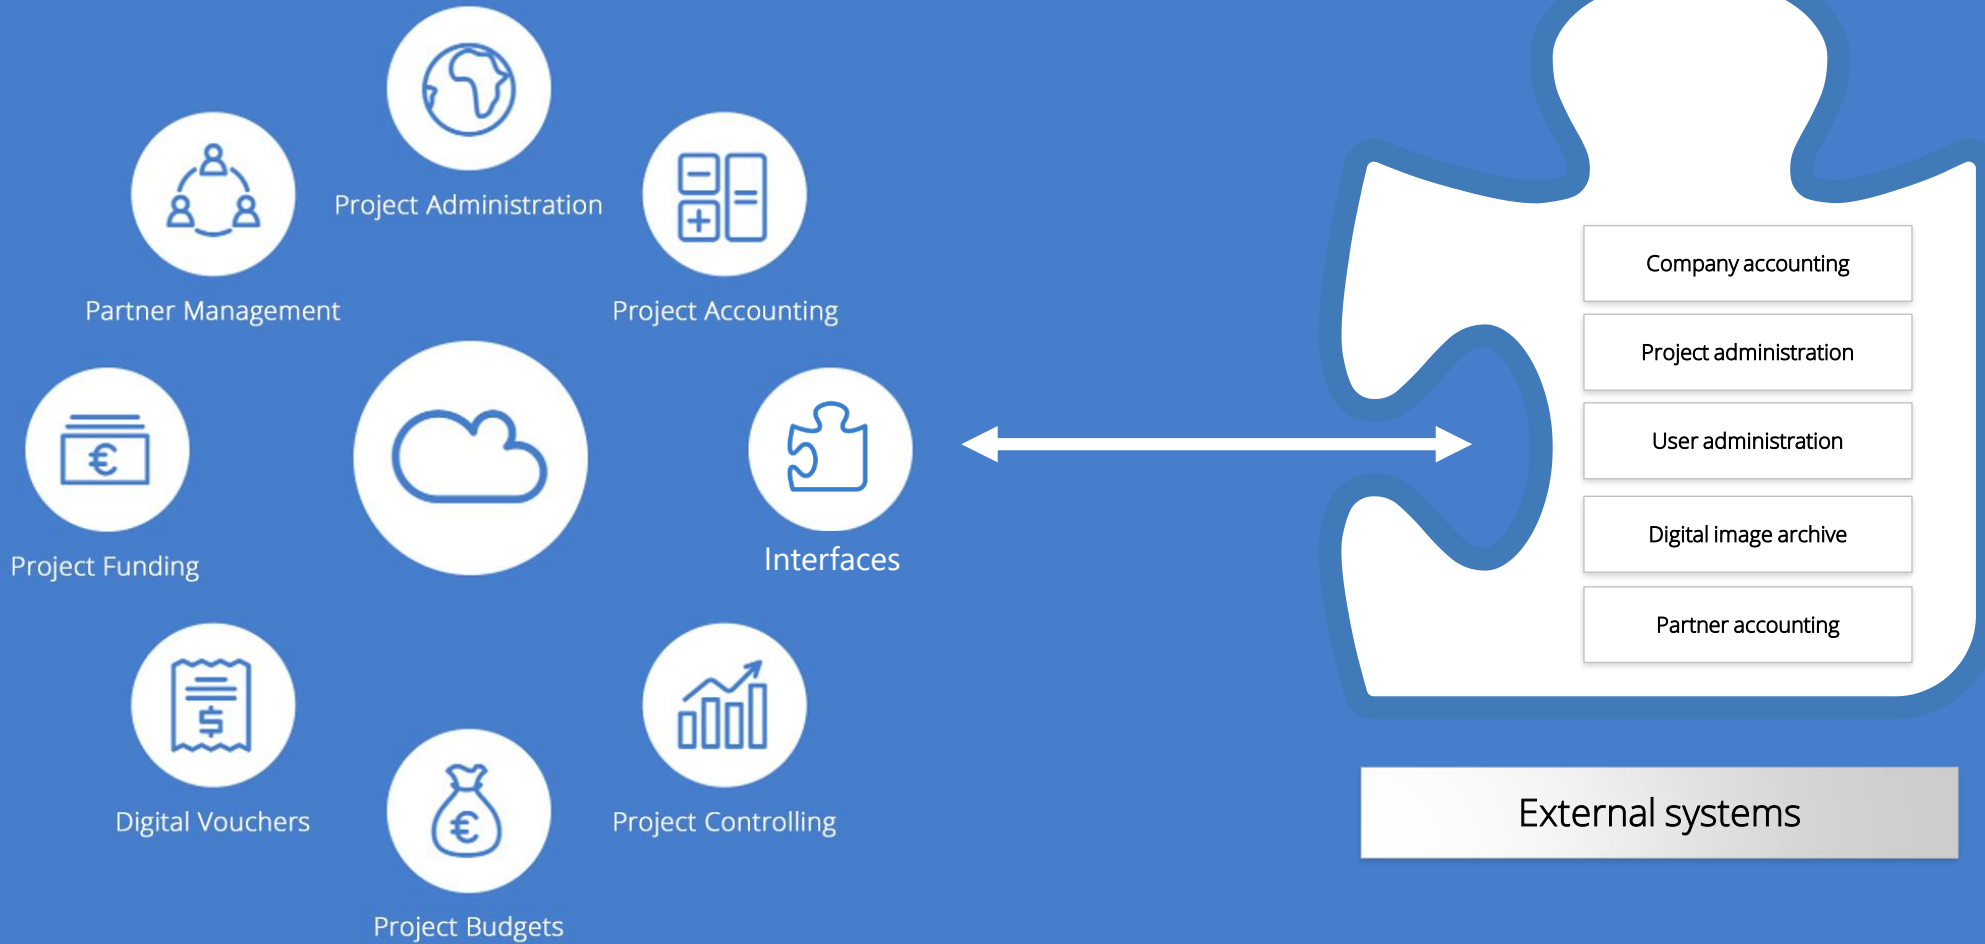 Project Administration
Partner Management
Project Accounting
€
Project Funding
Interfaces
$
Digital Vouchers
€
Project Budgets
Project Controlling
Company accounting
Project administration
User administration
Digital image archive
Partner accounting
External systems